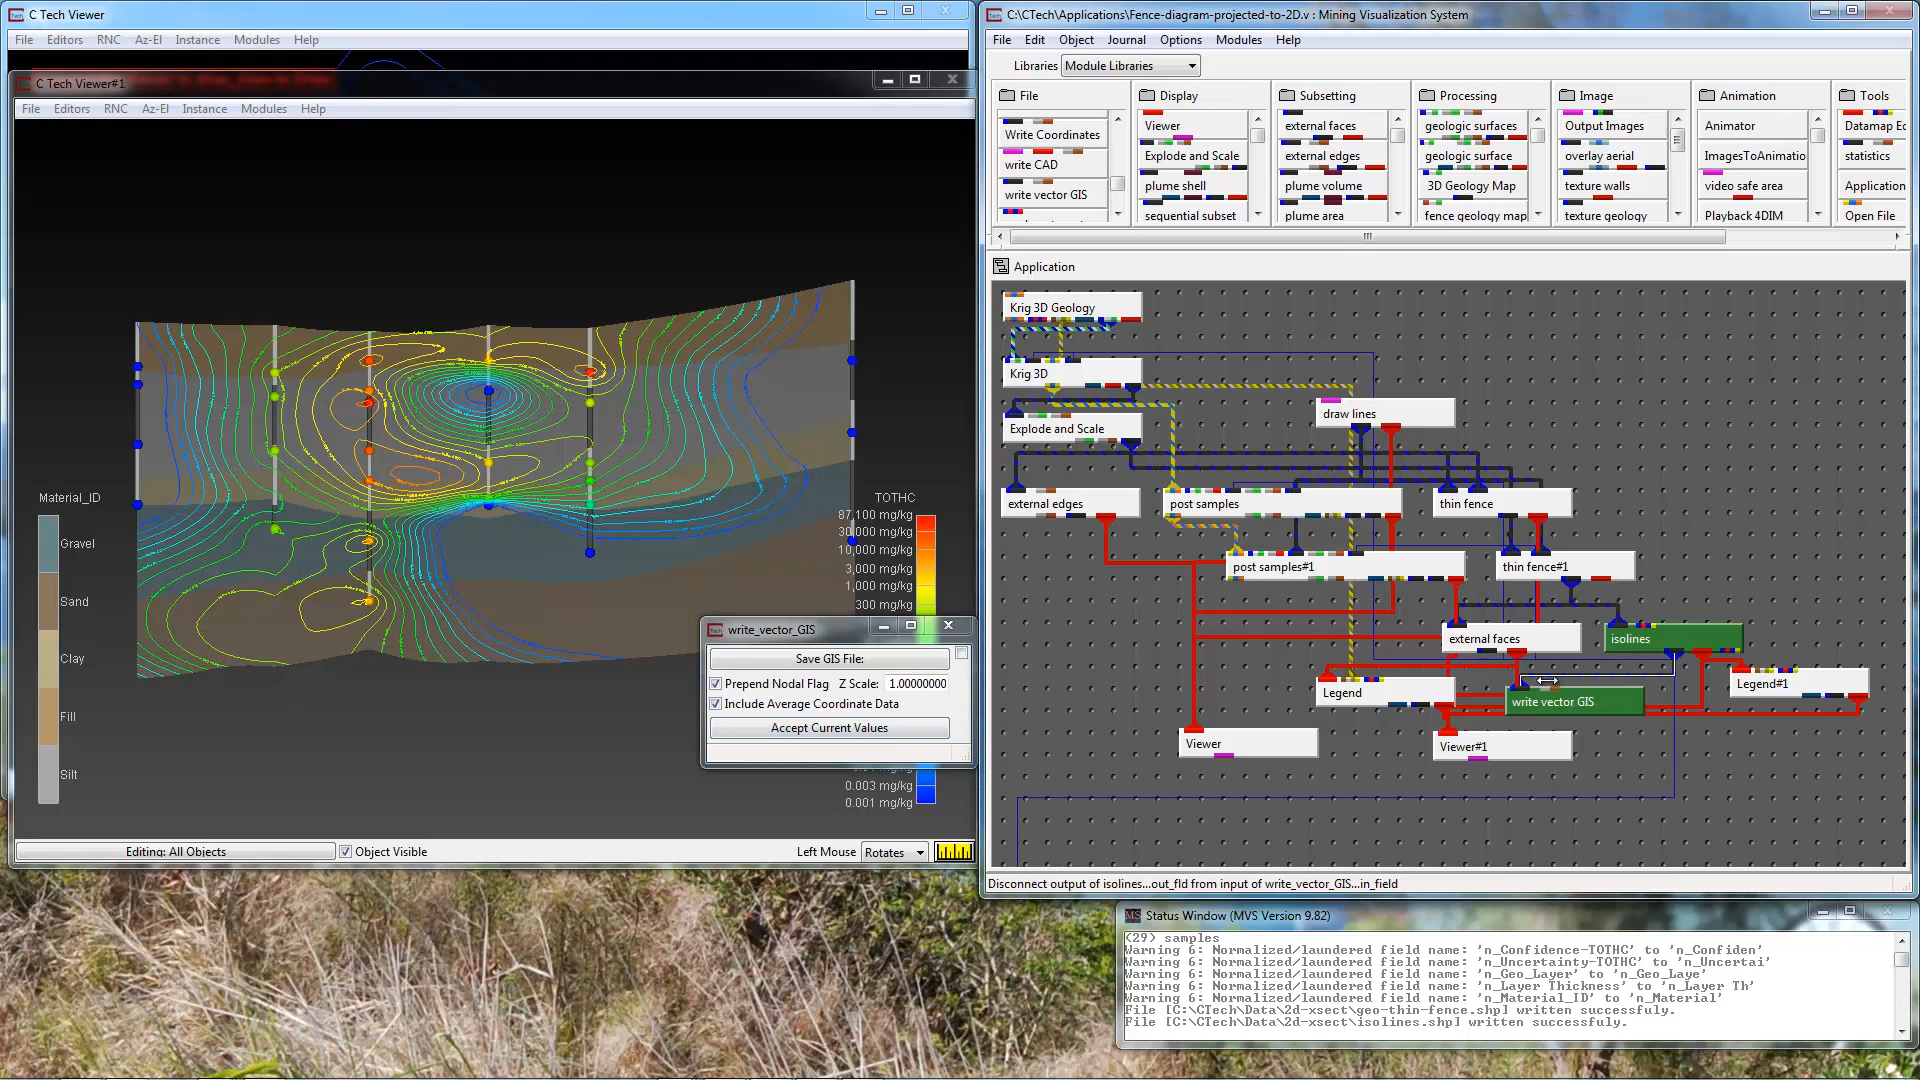 C Tech Viewer
File Editors RNC Az-El Instance Modules Help
C Tech Viewer#1
File Editors RNC Az-El Instance Modules Help
Material_ID
Gravel
Sand
Clay
Fill
Silt
TOTHC
87,100 mg/kg
30,000 mg/kg
10,000 mg/kg
3,000 mg/kg
1,000 mg/kg
300 mg/kg
0.003 mg/kg
0.001 mg/kg
write_vector_GIS
Save GIS File:
Prepend Nodal Flag Z Scale: 1.00000000
Include Average Coordinate Data
Accept Current Values
Editing: All Objects Object Visible Left Mouse Rotates
C:\CTech\Applications\Fence-diagram-projected-to-2D.v : Mining Visualization System
File Edit Object Journal Options Modules Help
Libraries Module Libraries
File Display Subsetting Processing Image Animation Tools
Write Coordinates
write CAD
write vector GIS
Viewer
Explode and Scale
plume shell
sequential subset
external faces
external edges
plume volume
plume area
geologic surfaces
geologic surface
3D Geology Map
fence geology map
Output Images
overlay aerial
texture walls
texture geology
Animator
ImagesToAnimatio
video safe area
Playback 4DIM
Datamap Ec
statistics
Application
Open File
Application
Krig 3D Geology
Krig 3D
draw lines
Explode and Scale
external edges
post samples
thin fence
post samples#1
thin fence#1
external faces
isolines
Legend
write vector GIS
Legend#1
Viewer
Viewer#1
Disconnect output of isolines...out_fld from input of write_vector_GIS...in_field
MS Status Window (MVS Version 9.82)
(29) samples
Warning 6: Normalized/laundered field name: 'n_Confidence-TOTHC' to 'n_Confiden'
Warning 6: Normalized/laundered field name: 'n_Uncertainty-TOTHC' to 'n_Uncertai'
Warning 6: Normalized/laundered field name: 'n_Geo_Layer' to 'n_Geo_Laye'
Warning 6: Normalized/laundered field name: 'n_Layer Thickness' to 'n_Layer Th'
Warning 6: Normalized/laundered field name: 'n_Material_ID' to 'n_Material'
File [C:\CTech\Data\2d-xsect\geo-thin-fence.shp] written successfuly.
File [C:\CTech\Data\2d-xsect\isolines.shp] written successfuly.